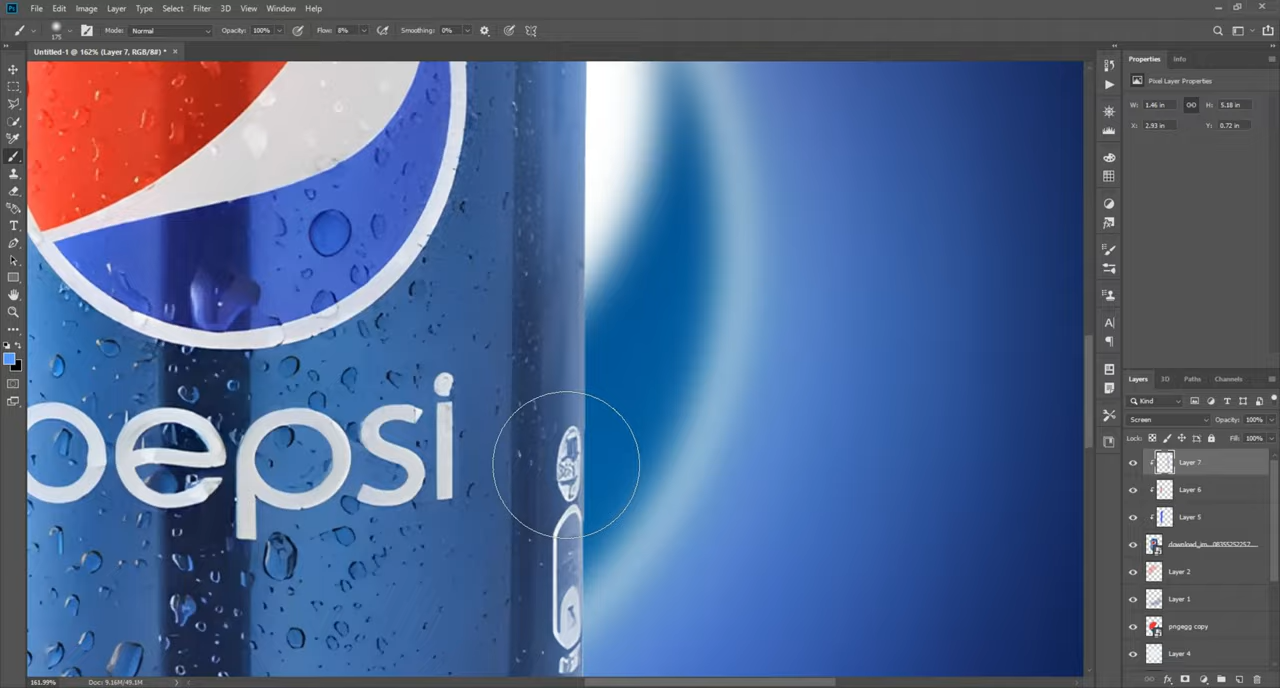 File Edit Image Layer Type Select Filter 3D View Window Help
175 Mode: Normal Opacity: 100% Flow: 8% Smoothing: 0%
Untitled-1 @ 162% (Layer 7, RGB/8#) * ×
Properties Info
Pixel Layer Properties
W: 1.46 in H: 5.18 in
X: 2.93 in Y: 0.72 in
pepsi
Layers 3D Paths Channels
Kind
Screen Opacity: 100%
Lock: Fill: 100%
Layer 7
Layer 6
Layer 5
Layer 2
Layer 1
pngegg copy
Layer 4
161.99% Doc: 9.16M/49.1M